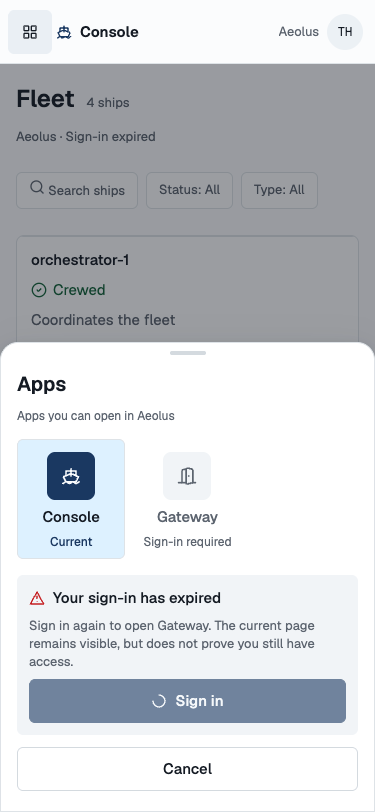 Console
Aeolus
TH
Fleet
4 ships
Aeolus · Sign-in expired
Search ships
Status: All
Type: All
orchestrator-1
Crewed
Coordinates the fleet
Apps
Apps you can open in Aeolus
Console
Current
Gateway
Sign-in required
Your sign-in has expired
Sign in again to open Gateway. The current page
remains visible, but does not prove you still have
access.
Sign in
Cancel